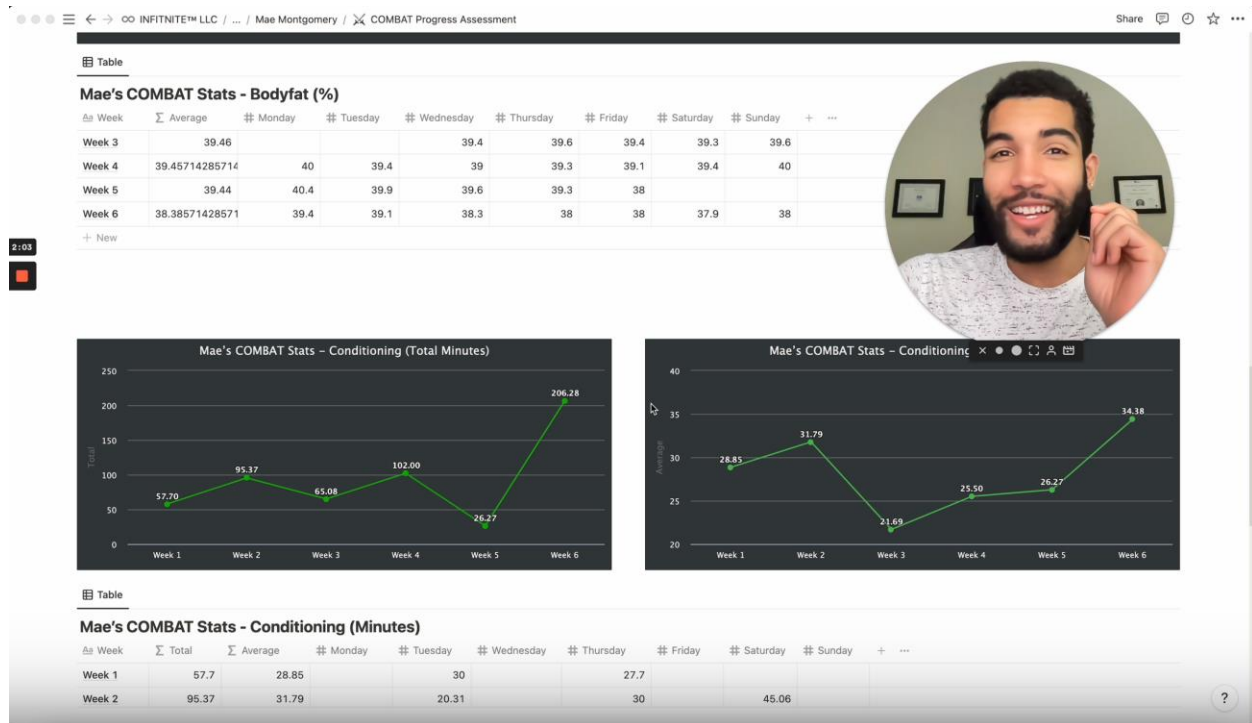 INFITNITE™ LLC / ... / Mae Montgomery / COMBAT Progress Assessment Share
Table
Mae's COMBAT Stats - Bodyfat (%)
Aa Week Σ Average # Monday # Tuesday # Wednesday # Thursday # Friday # Saturday # Sunday + ...
Week 3 39.46 39.4 39.6 39.4 39.3 39.6
Week 4 39.45714285714 40 39.4 39 39.3 39.1 39.4 40
Week 5 39.44 40.4 39.9 39.6 39.3 38
Week 6 38.38571428571 39.4 39.1 38.3 38 38 37.9 38
+ New
2:03
Mae's COMBAT Stats – Conditioning (Total Minutes)
250
200
150
100
50
0
Total
57.70
95.37
65.08
102.00
26.27
206.28
Week 1 Week 2 Week 3 Week 4 Week 5 Week 6
Mae's COMBAT Stats – Conditioning
40
35
30
25
20
Average
28.85
31.79
21.69
25.50
26.27
34.38
Week 1 Week 2 Week 3 Week 4 Week 5 Week 6
Table
Mae's COMBAT Stats - Conditioning (Minutes)
Aa Week Σ Total Σ Average # Monday # Tuesday # Wednesday # Thursday # Friday # Saturday # Sunday + ...
Week 1 57.7 28.85 30 27.7
Week 2 95.37 31.79 20.31 30 45.06
?